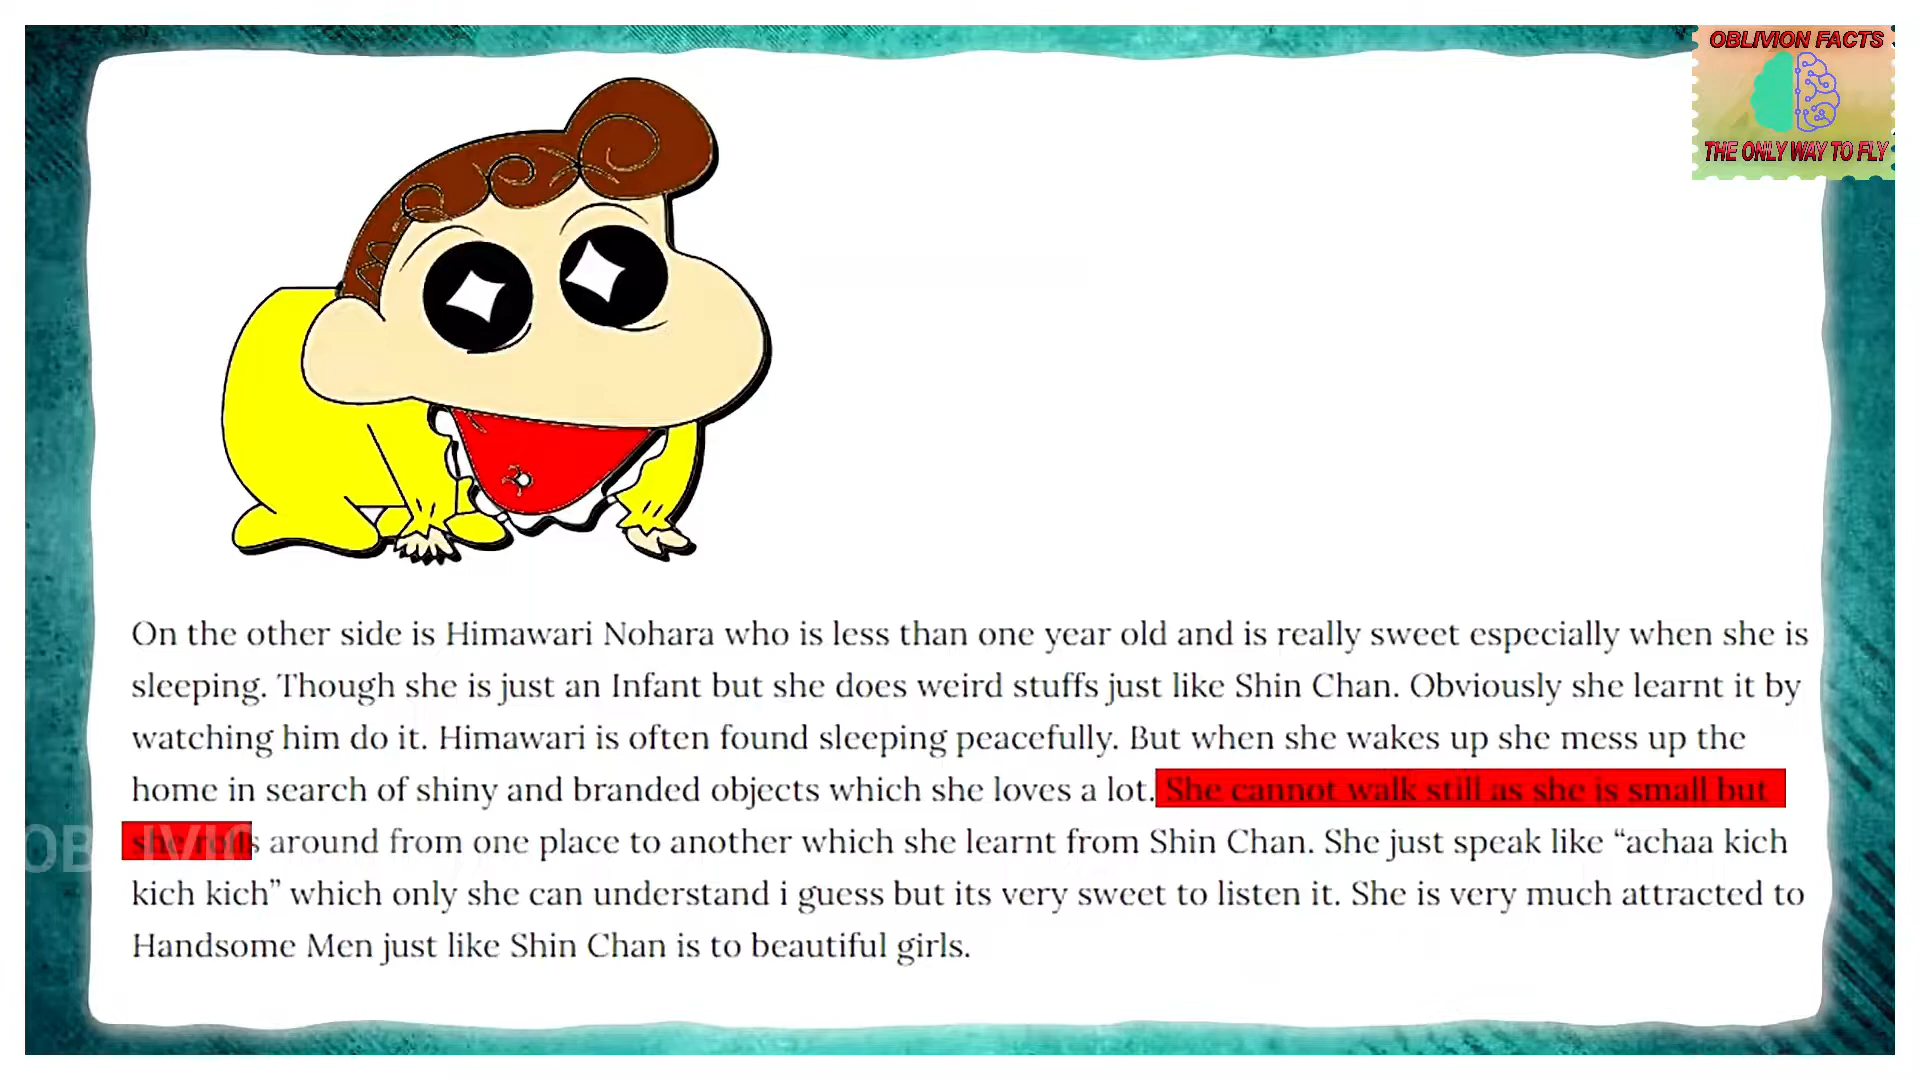 OBLIVION FACTS
THE ONLY WAY TO FLY
On the other side is Himawari Nohara who is less than one year old and is really sweet especially when she is
sleeping. Though she is just an Infant but she does weird stuffs just like Shin Chan. Obviously she learnt it by
watching him do it. Himawari is often found sleeping peacefully. But when she wakes up she mess up the
home in search of shiny and branded objects which she loves a lot. She cannot walk still as she is small but
she rolls around from one place to another which she learnt from Shin Chan. She just speak like “achaa kich
kich kich” which only she can understand i guess but its very sweet to listen it. She is very much attracted to
Handsome Men just like Shin Chan is to beautiful girls.